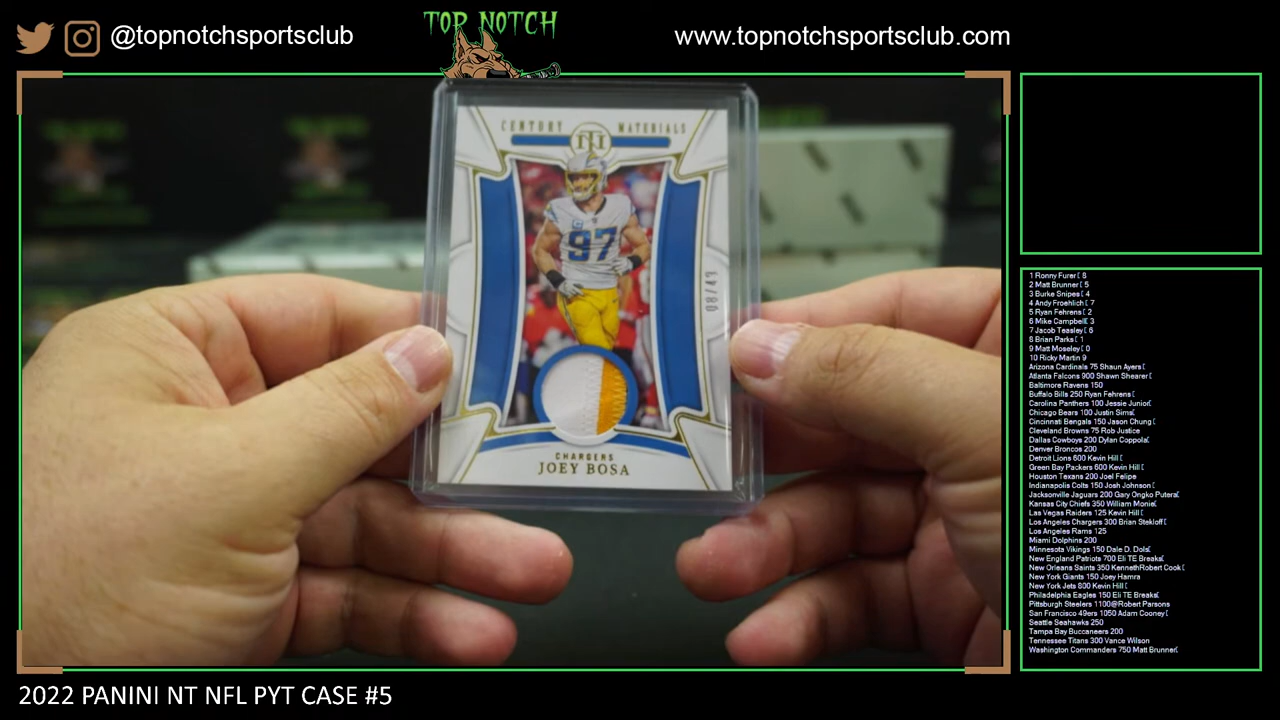 @topnotchsportsclub
TOP NOTCH
www.topnotchsportsclub.com
CENTURY MATERIALS
NT
97
08/49
CHARGERS
JOEY BOSA
1 Ronny Furer 8
2 Matt Brunner 5
3 Burke Snipes 4
4 Andy Froehlich 7
5 Ryan Fehrens 2
6 Mike Campbell 3
7 Jacob Teasley 6
8 Brian Parks 1
9 Matt Moseley 0
10 Ricky Martin 9
Arizona Cardinals 75 Shaun Ayers
Atlanta Falcons 900 Shawn Shearer
Baltimore Ravens 150
Buffalo Bills 250 Ryan Fehrens
Carolina Panthers 100 Jessie Junior
Chicago Bears 100 Justin Sims
Cincinnati Bengals 150 Jason Chung
Cleveland Browns 75 Rob Justice
Dallas Cowboys 200 Dylan Coppola
Denver Broncos 200
Detroit Lions 600 Kevin Hill
Green Bay Packers 600 Kevin Hill
Houston Texans 200 Joel Felipe
Indianapolis Colts 150 Josh Johnson
Jacksonville Jaguars 200 Gary Ongko Putera
Kansas City Chiefs 350 William Monie
Las Vegas Raiders 125 Kevin Hill
Los Angeles Chargers 300 Brian Stekloff
Los Angeles Rams 125
Miami Dolphins 200
Minnesota Vikings 150 Dale D. Dols
New England Patriots 700 Eli TE Breaks
New Orleans Saints 350 KennethRobert Cook
New York Giants 150 Joey Hamra
New York Jets 800 Kevin Hill
Philadelphia Eagles 150 Eli TE Breaks
Pittsburgh Steelers 1100@Robert Parsons
San Francisco 49ers 1050 Adam Cooney
Seattle Seahawks 250
Tampa Bay Buccaneers 200
Tennessee Titans 300 Vance Wilson
Washington Commanders 750 Matt Brunner
2022 PANINI NT NFL PYT CASE #5